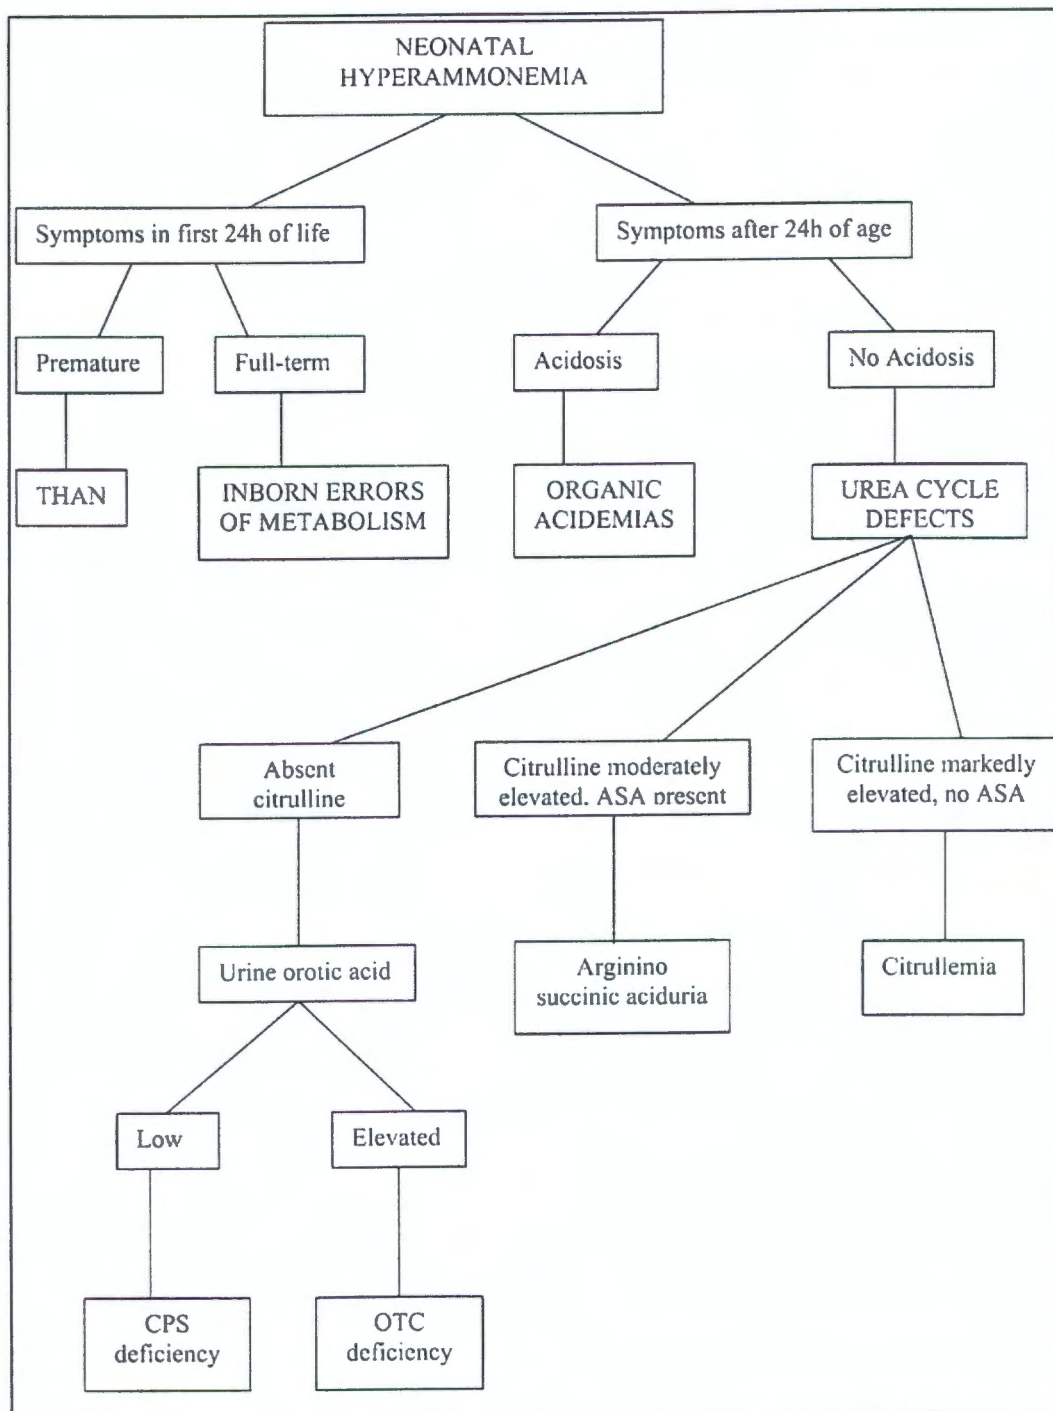 NEONATAL
HYPERAMMONEMIA
Symptoms in first 24h of life
Symptoms after 24h of age
Premature
Full-term
Acidosis
No Acidosis
THAN
INBORN ERRORS
OF METABOLISM
ORGANIC
ACIDEMIAS
UREA CYCLE
DEFECTS
Absent
citrulline
Citrulline moderately
elevated, ASA present
Citrulline markedly
elevated, no ASA
Urine orotic acid
Arginino
succinic aciduria
Citrullemia
Low
Elevated
CPS
deficiency
OTC
deficiency